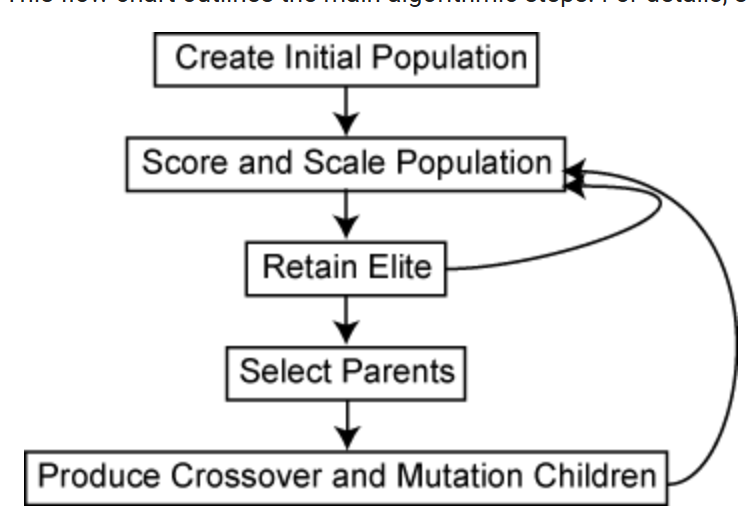 This flow chart outlines the main algorithmic steps. For details, s
Create Initial Population
Score and Scale Population
Retain Elite
Select Parents
Produce Crossover and Mutation Children